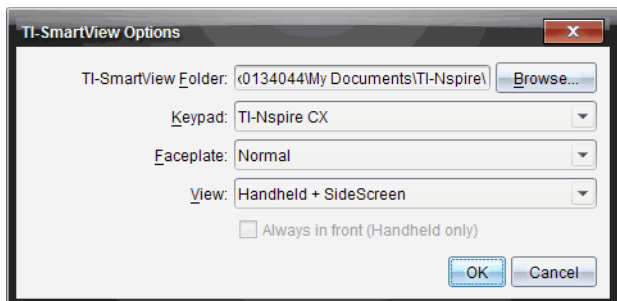 TI-SmartView Options
TI-SmartView Folder: x0134044\My Documents\TI-Nspire\ Browse...
Keypad: TI-Nspire CX
Faceplate: Normal
View: Handheld + SideScreen
Always in front (Handheld only)
OK Cancel